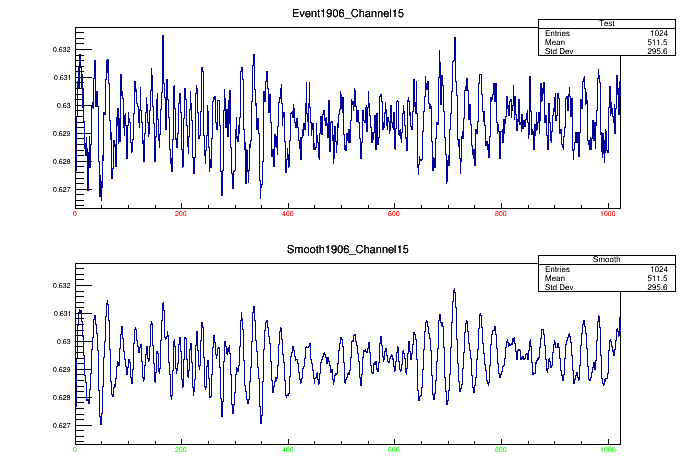 Event1906_Channel15
Test
Entries 1024
Mean 511.5
Std Dev 295.6
0.632
0.631
0.63
0.629
0.628
0.627
0 200 400 600 800 1000
Smooth1906_Channel15
Smooth
Entries 1024
Mean 511.5
Std Dev 295.6
0.632
0.631
0.63
0.629
0.628
0.627
0 200 400 600 800 1000